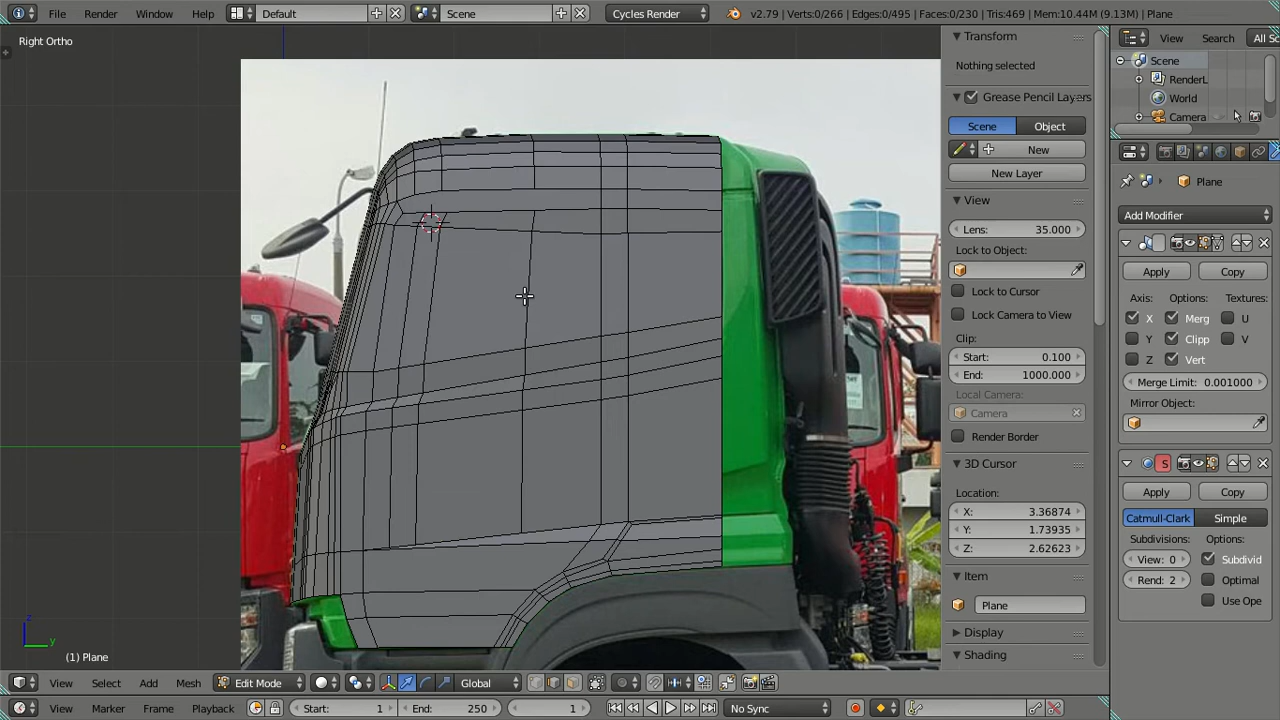 File Render Window Help Default Scene Cycles Render v2.79 | Verts:0/266 | Edges:0/495 | Faces:0/230 | Tris:469 | Mem:10.44M (9.13M) | Plane
Right Ortho
Transform
Nothing selected
Grease Pencil Layers
Scene Object
New
New Layer
View
Lens: 35.000
Lock to Object:
Lock to Cursor
Lock Camera to View
Clip:
Start: 0.100
End: 1000.000
Local Camera:
Camera
Render Border
3D Cursor
Location:
X: 3.36874
Y: 1.73935
Z: 2.62623
Item
Plane
Display
Shading
View Search All Sc
Scene
RenderL
World
Camera
Plane
Add Modifier
Apply Copy
Axis: Options: Textures:
X Merg U
Y Clipp V
Z Vert
Merge Limit: 0.001000
Mirror Object:
S
Apply Copy
Catmull-Clark Simple
Subdivisions: Options:
View: 0 Subdivid
Rend: 2 Optimal
Use Ope
z
y
(1) Plane
View Select Add Mesh Edit Mode Global
View Marker Frame Playback Start: 1 End: 250 1 No Sync